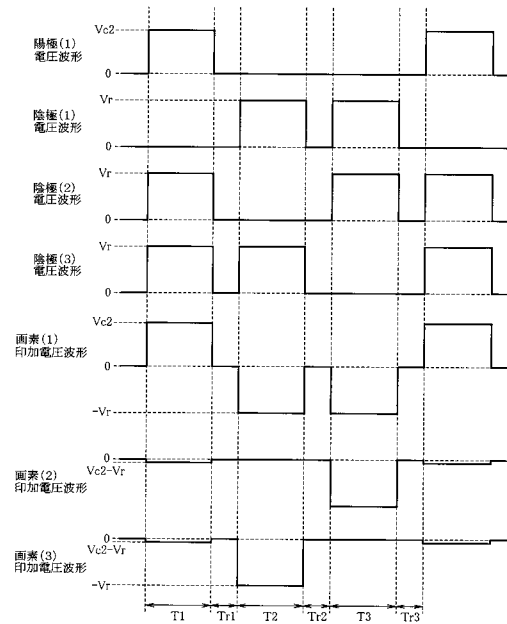 Vc2
陽極(1)
電圧波形
0
Vr
陰極(1)
電圧波形
0
Vr
陰極(2)
電圧波形
0
Vr
陰極(3)
電圧波形
0
Vc2
画素(1)
印加電圧波形
0
-Vr
0
Vc2-Vr
画素(2)
印加電圧波形
0
Vc2-Vr
画素(3)
印加電圧波形
-Vr
T1 Tr1 T2 Tr2 T3 Tr3